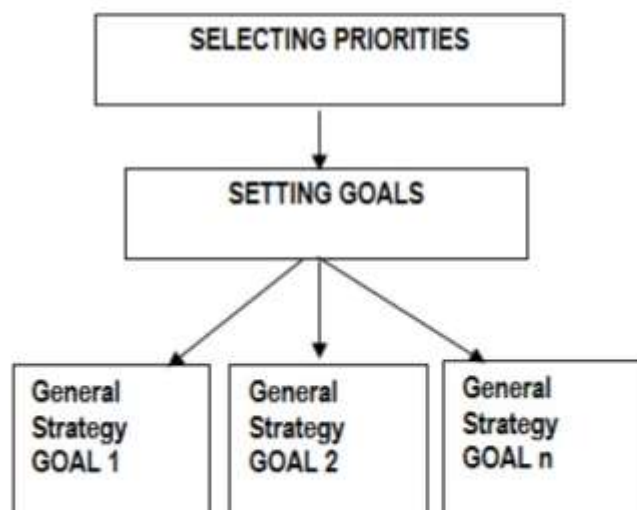 SELECTING PRIORITIES
SETTING GOALS
General
Strategy
GOAL 1
General
Strategy
GOAL 2
General
Strategy
GOAL n